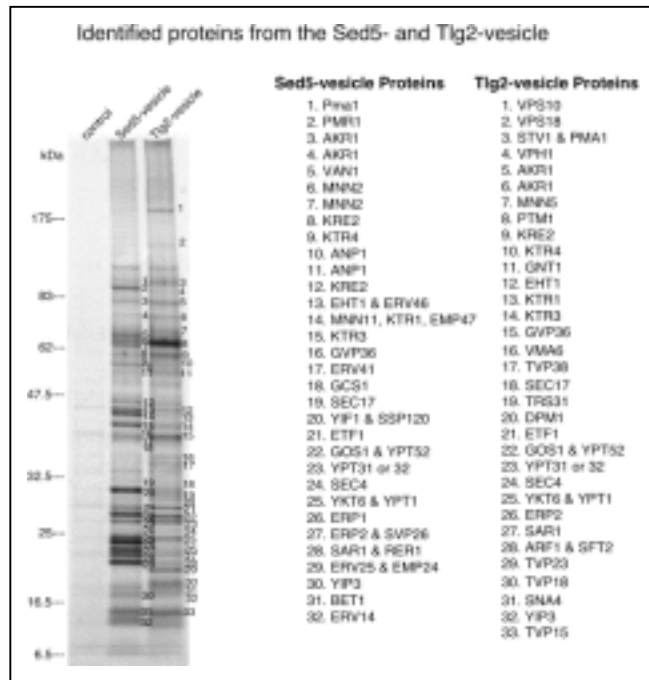 Identified proteins from the Sed5- and Tlg2-vesicle
control
Sed5-vesicle
Tlg2-vesicle
kDa
175
83
62
47.5
32.5
25
16.5
6.5
Sed5-vesicle Proteins
1. Pma1
2. PMR1
3. AKR1
4. AKR1
5. VAN1
6. MNN2
7. MNN2
8. KRE2
9. KTR4
10. ANP1
11. ANP1
12. KRE2
13. EHT1 & ERV46
14. MNN11, KTR1, EMP47
15. KTR3
16. GVP36
17. ERV41
18. GCS1
19. SEC17
20. YIF1 & SSP120
21. ETF1
22. GOS1 & YPT52
23. YPT31 or 32
24. SEC4
25. YKT6 & YPT1
26. ERP1
27. ERP2 & SVP26
28. SAR1 & RER1
29. ERV25 & EMP24
30. YIP3
31. BET1
32. ERV14
Tlg2-vesicle Proteins
1. VPS10
2. VPS18
3. STV1 & PMA1
4. VPH1
5. AKR1
6. AKR1
7. MNN5
8. PTM1
9. KRE2
10. KTR4
11. GNT1
12. EHT1
13. KTR1
14. KTR3
15. GVP36
16. VMA6
17. TVP38
18. SEC17
19. TRS31
20. DPM1
21. ETF1
22. GOS1 & YPT52
23. YPT31 or 32
24. SEC4
25. YKT6 & YPT1
26. ERP2
27. SAR1
28. ARF1 & SFT2
29. TVP23
30. TVP18
31. SNA4
32. YIP3
33. TVP15